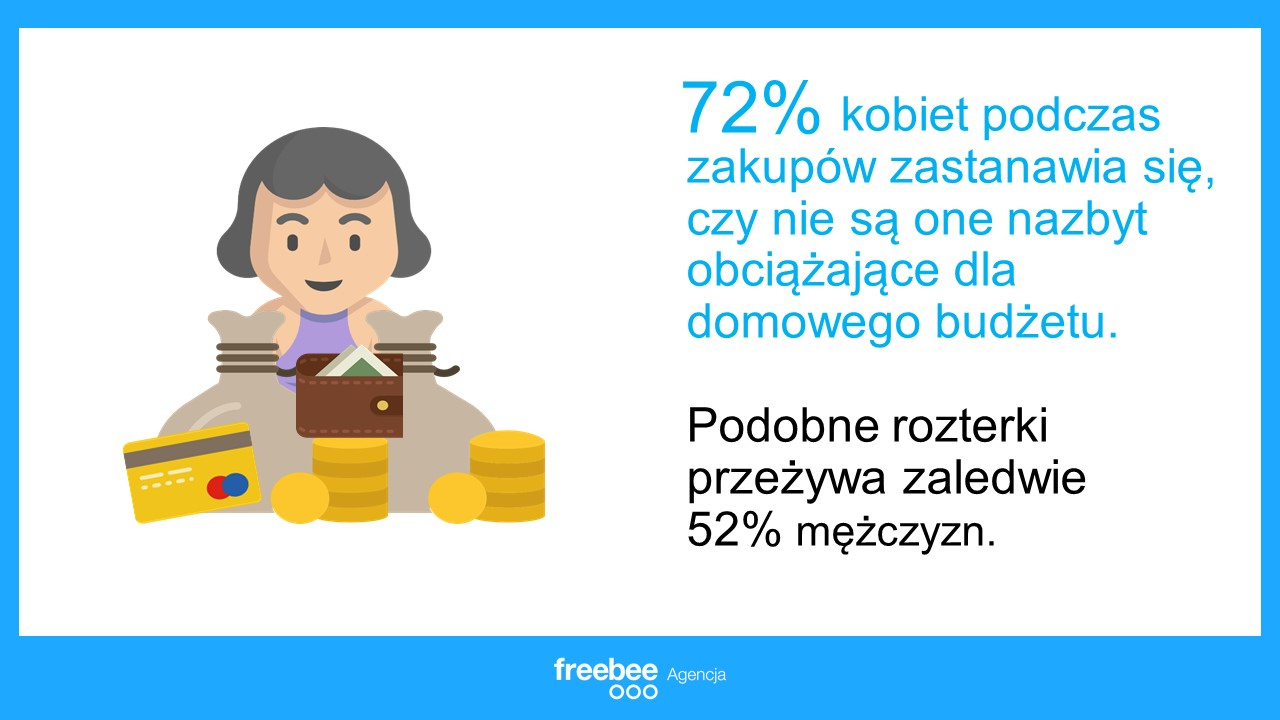 72% kobiet podczas
zakupów zastanawia się,
czy nie są one nazbyt
obciążające dla
domowego budżetu.
Podobne rozterki
przeżywa zaledwie
52% mężczyzn.
freebee Agencja